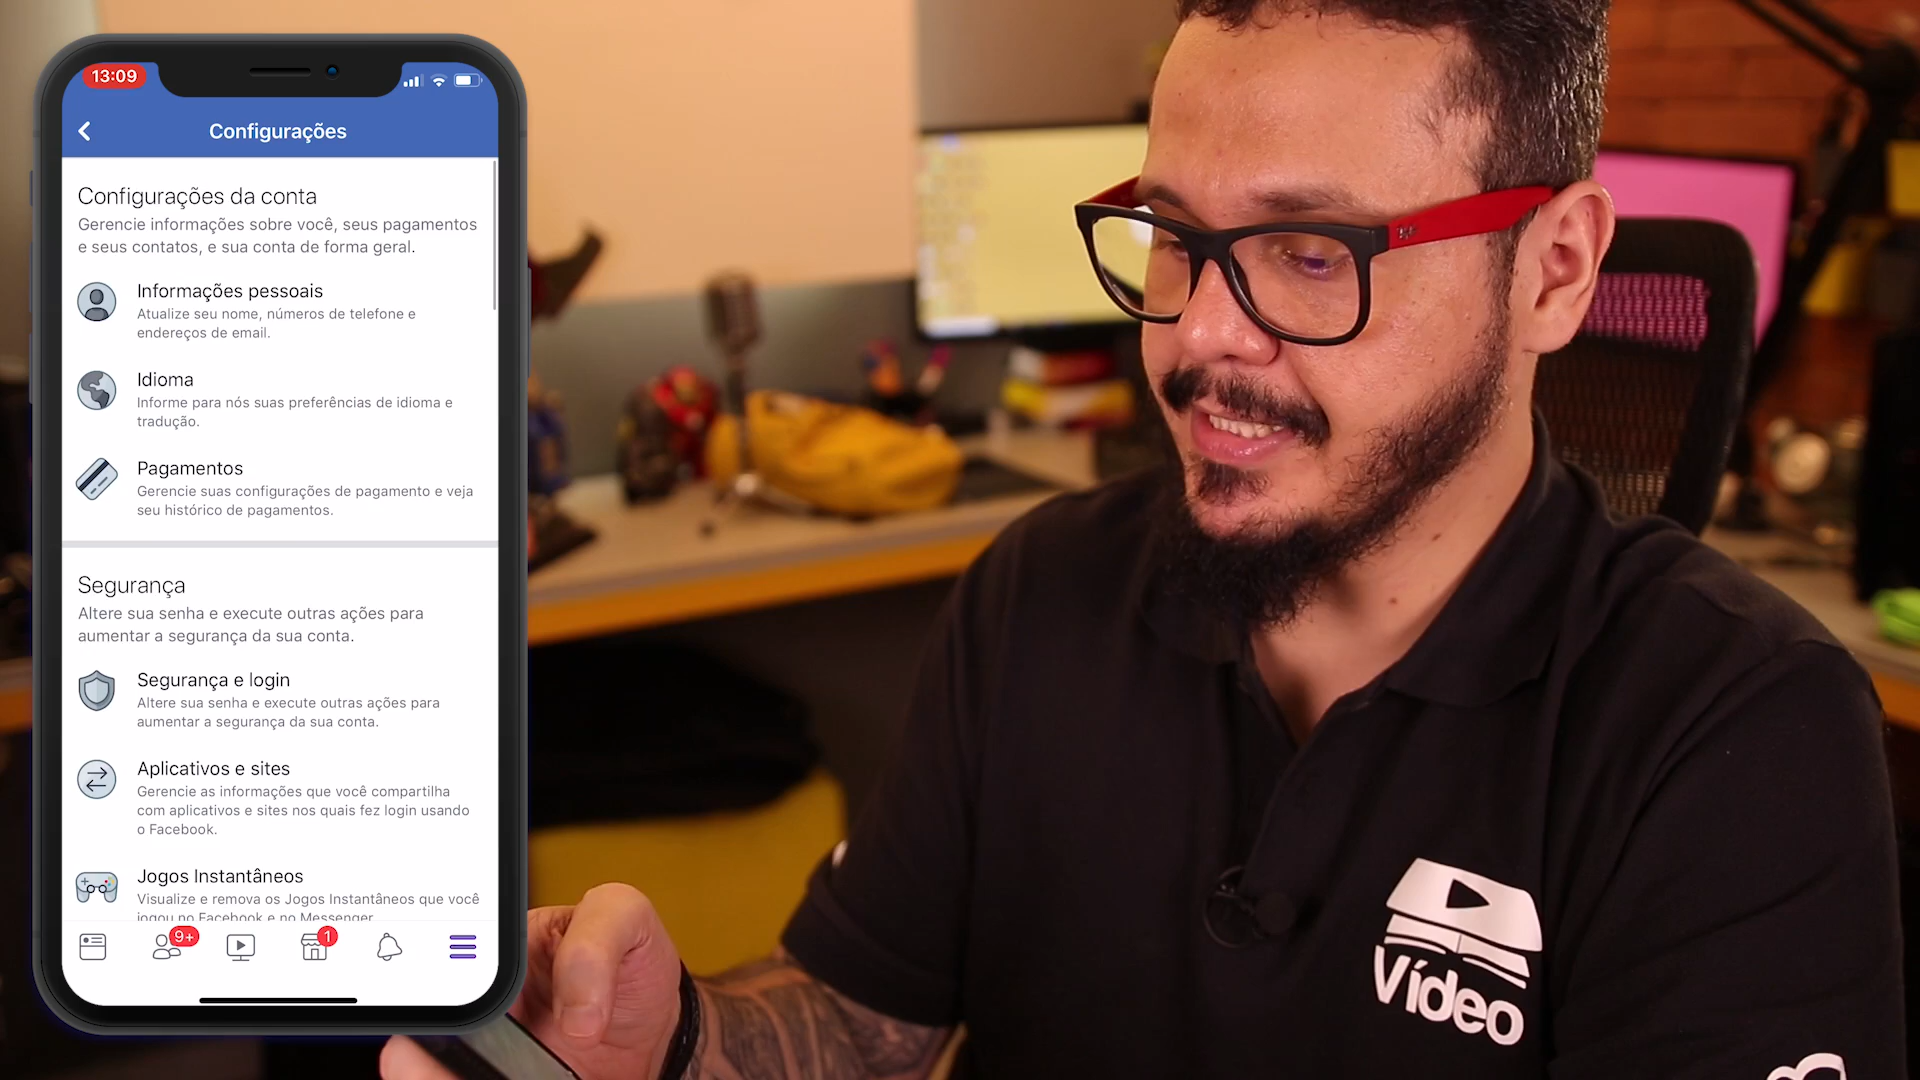 13:09
Configurações
Configurações da conta
Gerencie informações sobre você, seus pagamentos
e seus contatos, e sua conta de forma geral.
Informações pessoais
Atualize seu nome, números de telefone e
endereços de email.
Idioma
Informe para nós suas preferências de idioma e
tradução.
Pagamentos
Gerencie suas configurações de pagamento e veja
seu histórico de pagamentos.
Segurança
Altere sua senha e execute outras ações para
aumentar a segurança da sua conta.
Segurança e login
Altere sua senha e execute outras ações para
aumentar a segurança da sua conta.
Aplicativos e sites
Gerencie as informações que você compartilha
com aplicativos e sites nos quais fez login usando
o Facebook.
Jogos Instantâneos
Visualize e remova os Jogos Instantâneos que você
jogou no Facebook e no Messenger
9+
1
Vídeo